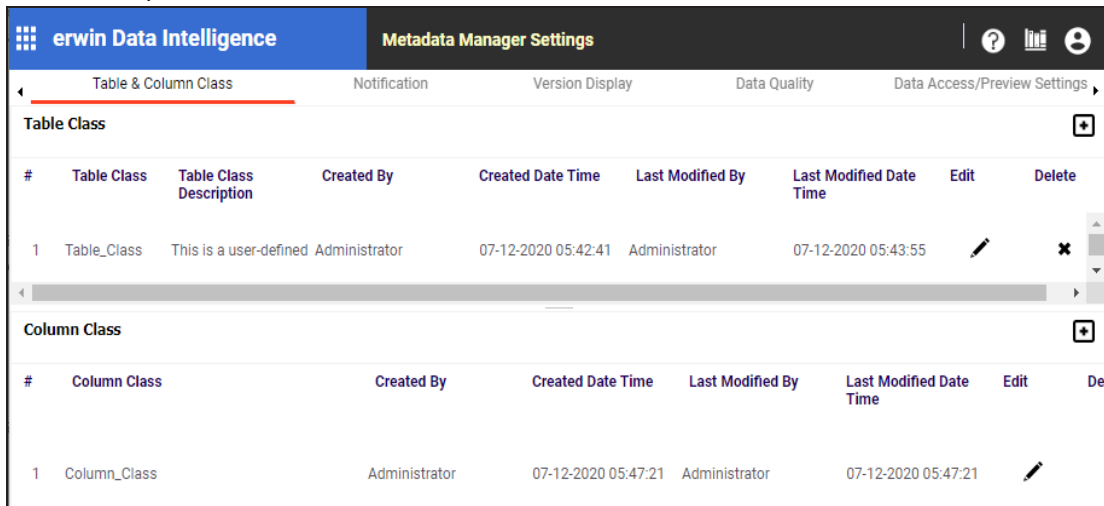 erwin Data Intelligence Metadata Manager Settings
Table & Column Class Notification Version Display Data Quality Data Access/Preview Settings
Table Class
# Table Class Table Class Description Created By Created Date Time Last Modified By Last Modified Date Time Edit Delete
1 Table_Class This is a user-defined Administrator 07-12-2020 05:42:41 Administrator 07-12-2020 05:43:55
Column Class
# Column Class Created By Created Date Time Last Modified By Last Modified Date Time Edit De
1 Column_Class Administrator 07-12-2020 05:47:21 Administrator 07-12-2020 05:47:21